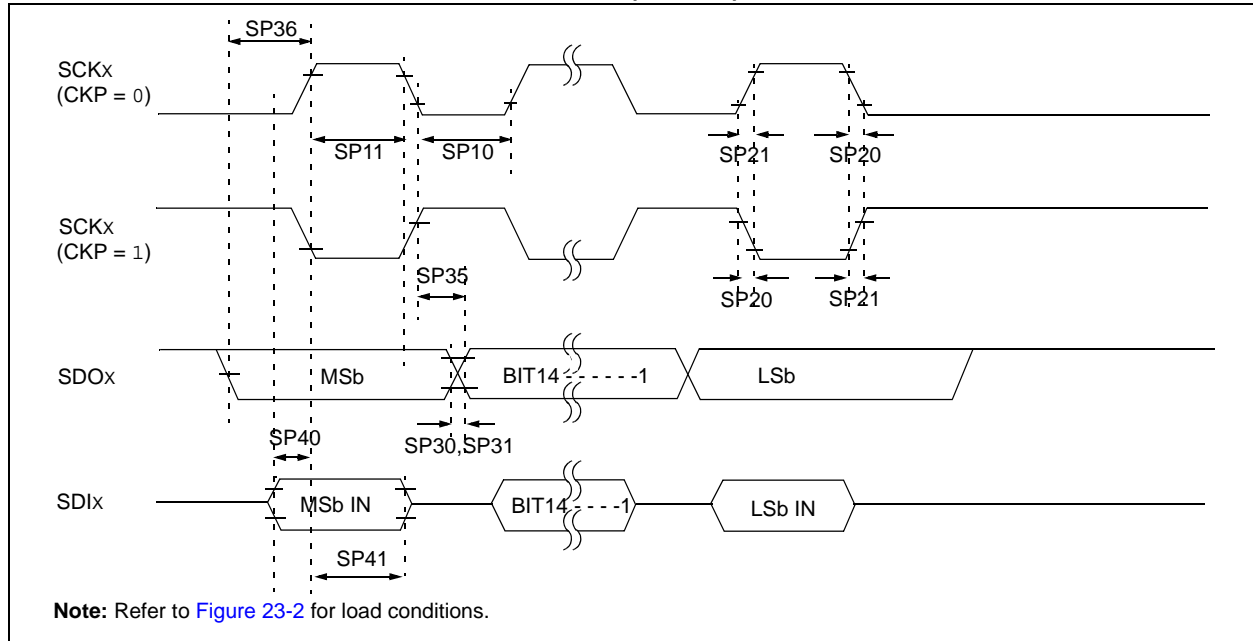 SP36
SCKX
(CKP = 0)
SP11
SP10
SP21
SP20
SCKX
(CKP = 1)
SP35
SP20
SP21
SDOX
MSb
BIT14 - - - - - -1
LSb
SP40
SP30,SP31
SDIX
MSb IN
BIT14 - - - -1
LSb IN
SP41
Note: Refer to Figure 23-2 for load conditions.